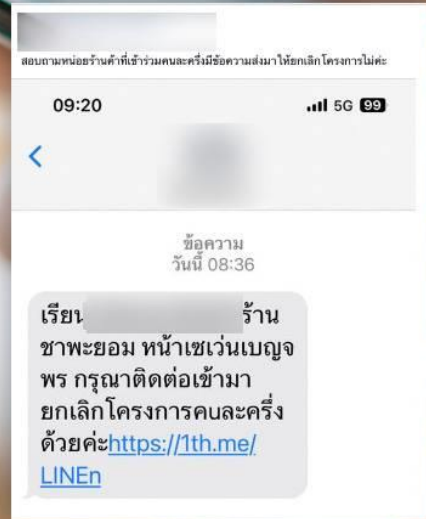 สอบถามหน่อยร้านค้าที่เข้าร่วมคนละครึ่งมีข้อความส่งมาให้ยกเลิกโครงการไม่ค่ะ
09:20
5G 99
ข้อความ
วันนี้ 08:36
เรียน ร้าน
ชาพะยอม หน้าเซเว่นเบญจ
พร กรุณาติดต่อเข้ามา
ยกเลิกโครงการคuละครึ่ง
ด้วยค่ะhttps://1th.me/
LINEn